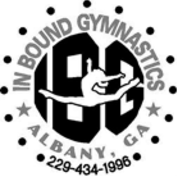 IN BOUND GYMNASTICS
IBG
ALBANY, GA
229-434-1996